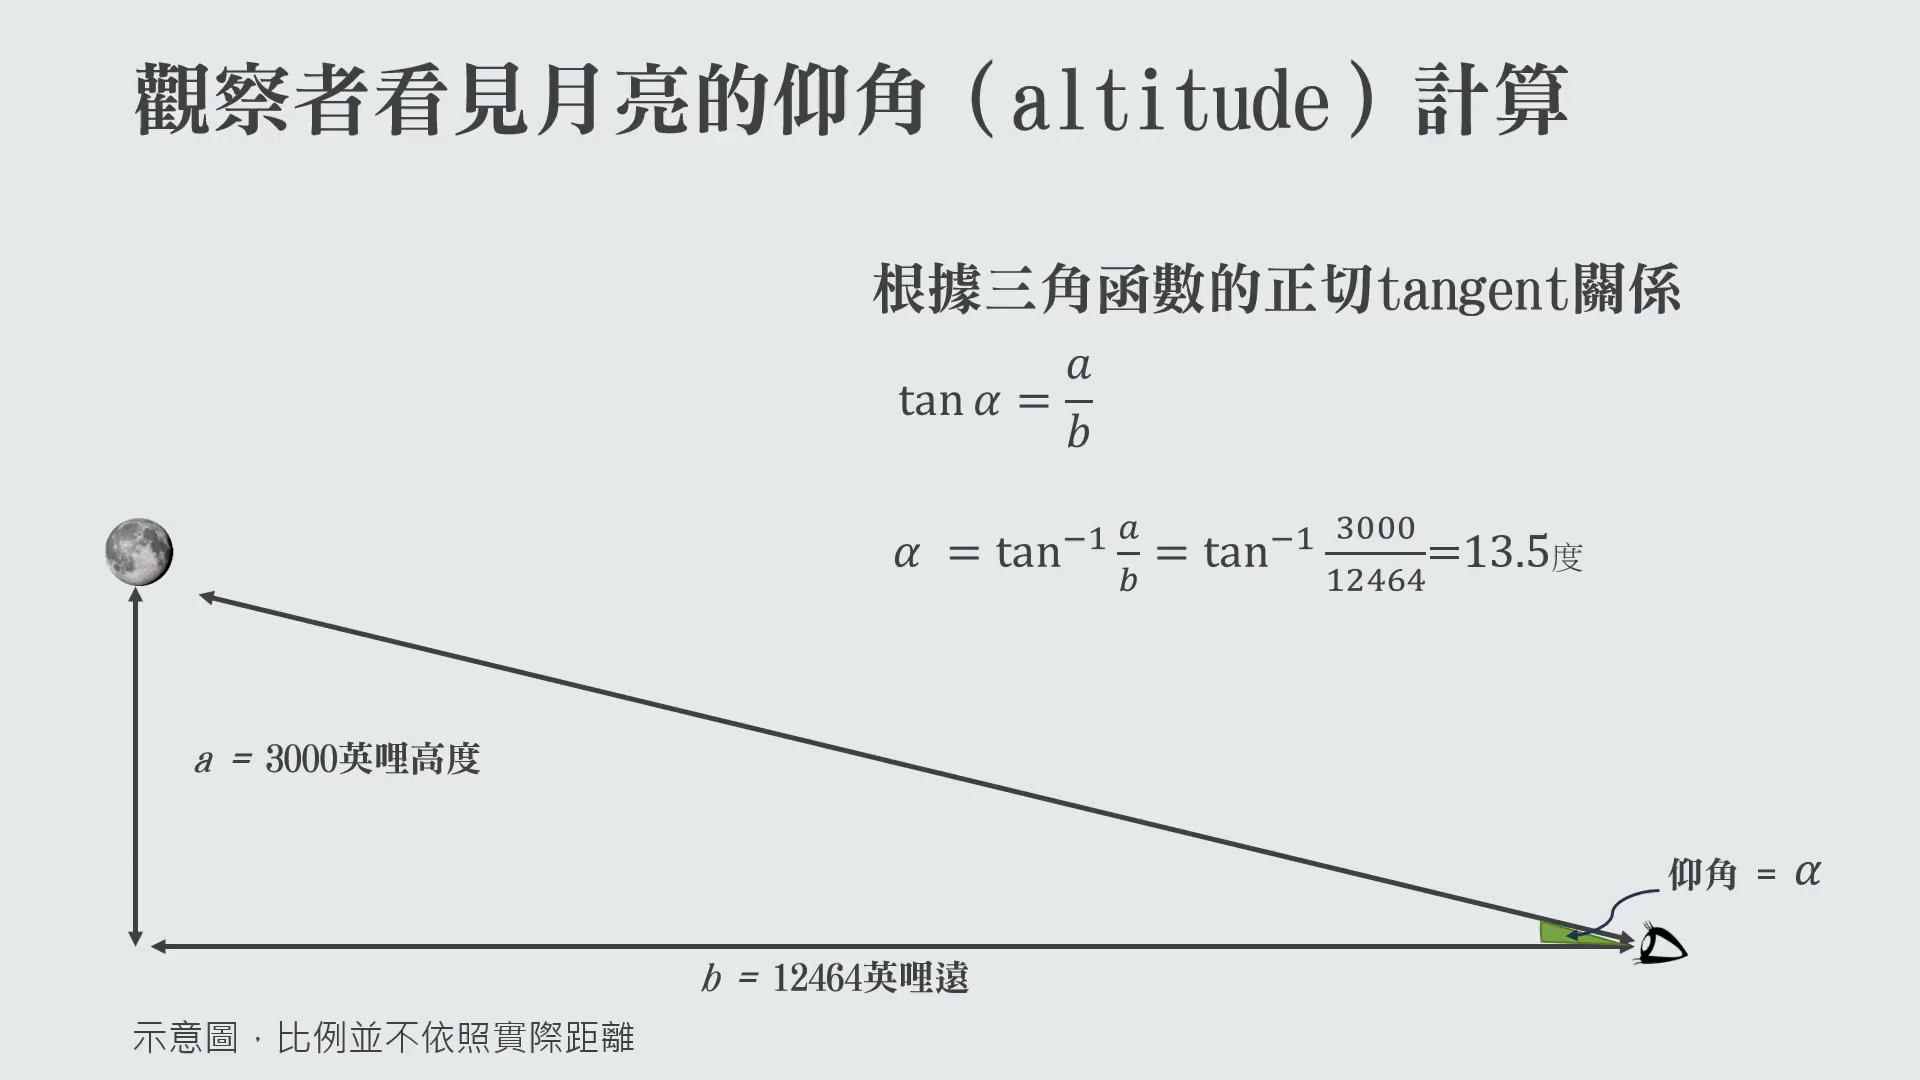 觀察者看見月亮的仰角（altitude）計算
根據三角函數的正切tangent關係
tan α = a/b
α = tan⁻¹ a/b = tan⁻¹ 3000/12464=13.5度
a = 3000英哩高度
仰角 = α
b = 12464英哩遠
示意圖，比例並不依照實際距離